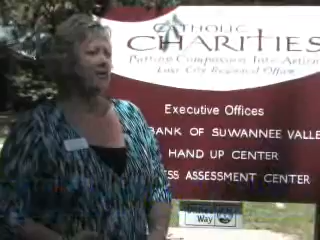 CATHOLIC
CHARITIES
Putting Compassion Into Action
Lake City Regional Office
Executive Offices
BANK OF SUWANNEE VALLE
HAND UP CENTER
SS ASSESSMENT CENTER
Way